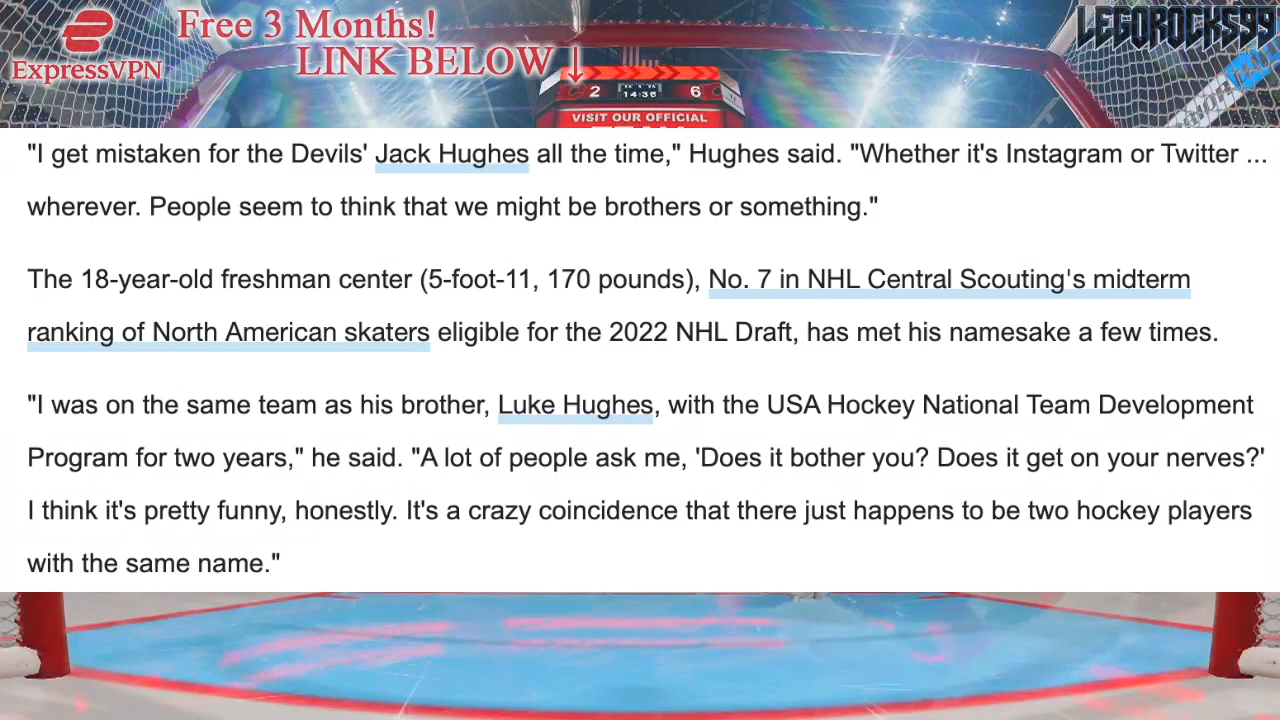 Free 3 Months!
LINK BELOW ↓
ExpressVPN
LEGOROCKS99
2 14:36 6
VISIT OUR OFFICIAL
"I get mistaken for the Devils' Jack Hughes all the time," Hughes said. "Whether it's Instagram or Twitter ...
wherever. People seem to think that we might be brothers or something."
The 18-year-old freshman center (5-foot-11, 170 pounds), No. 7 in NHL Central Scouting's midterm
ranking of North American skaters eligible for the 2022 NHL Draft, has met his namesake a few times.
"I was on the same team as his brother, Luke Hughes, with the USA Hockey National Team Development
Program for two years," he said. "A lot of people ask me, 'Does it bother you? Does it get on your nerves?'
I think it's pretty funny, honestly. It's a crazy coincidence that there just happens to be two hockey players
with the same name."